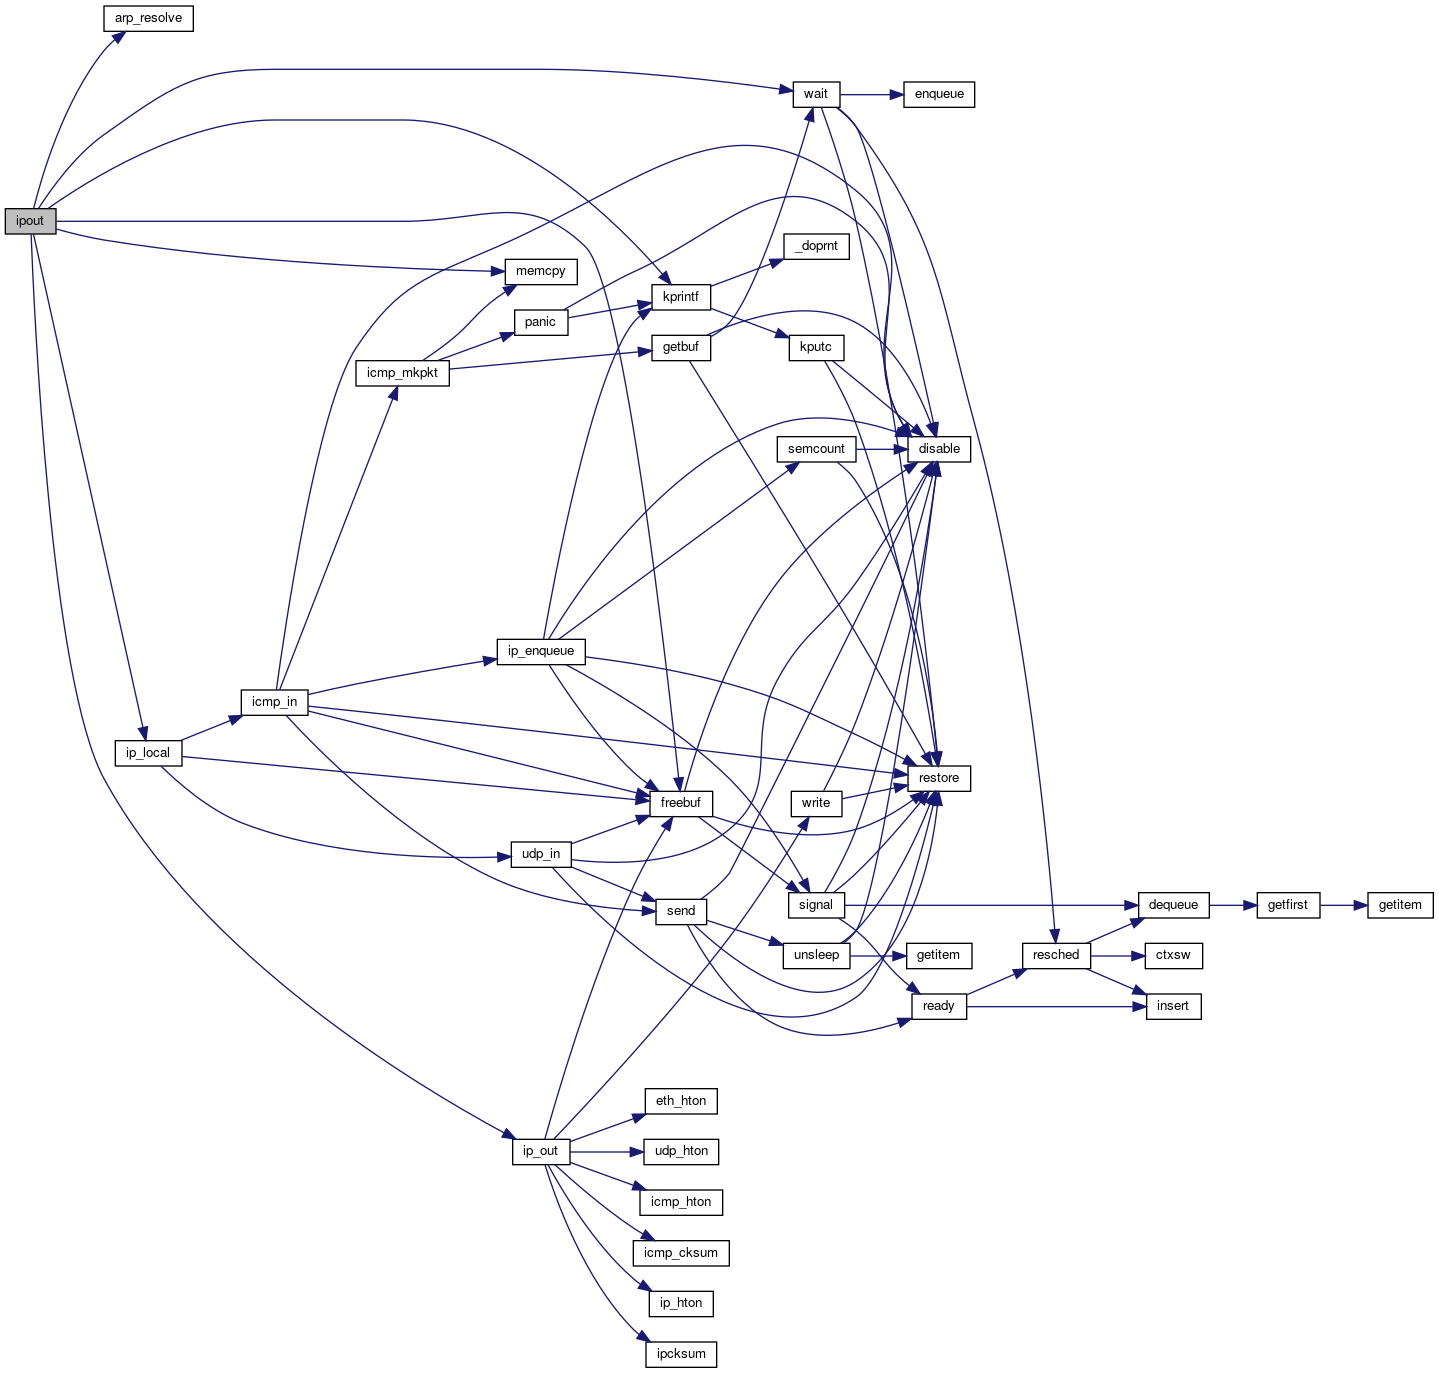 arp_resolve
wait
enqueue
ipout
_doprnt
memcpy
kprintf
panic
getbuf
kputc
icmp_mkpkt
semcount
disable
ip_enqueue
icmp_in
ip_local
restore
freebuf
write
udp_in
send
signal
dequeue
getfirst
getitem
unsleep
getitem
resched
ctxsw
ready
insert
eth_hton
ip_out
udp_hton
icmp_hton
icmp_cksum
ip_hton
ipcksum